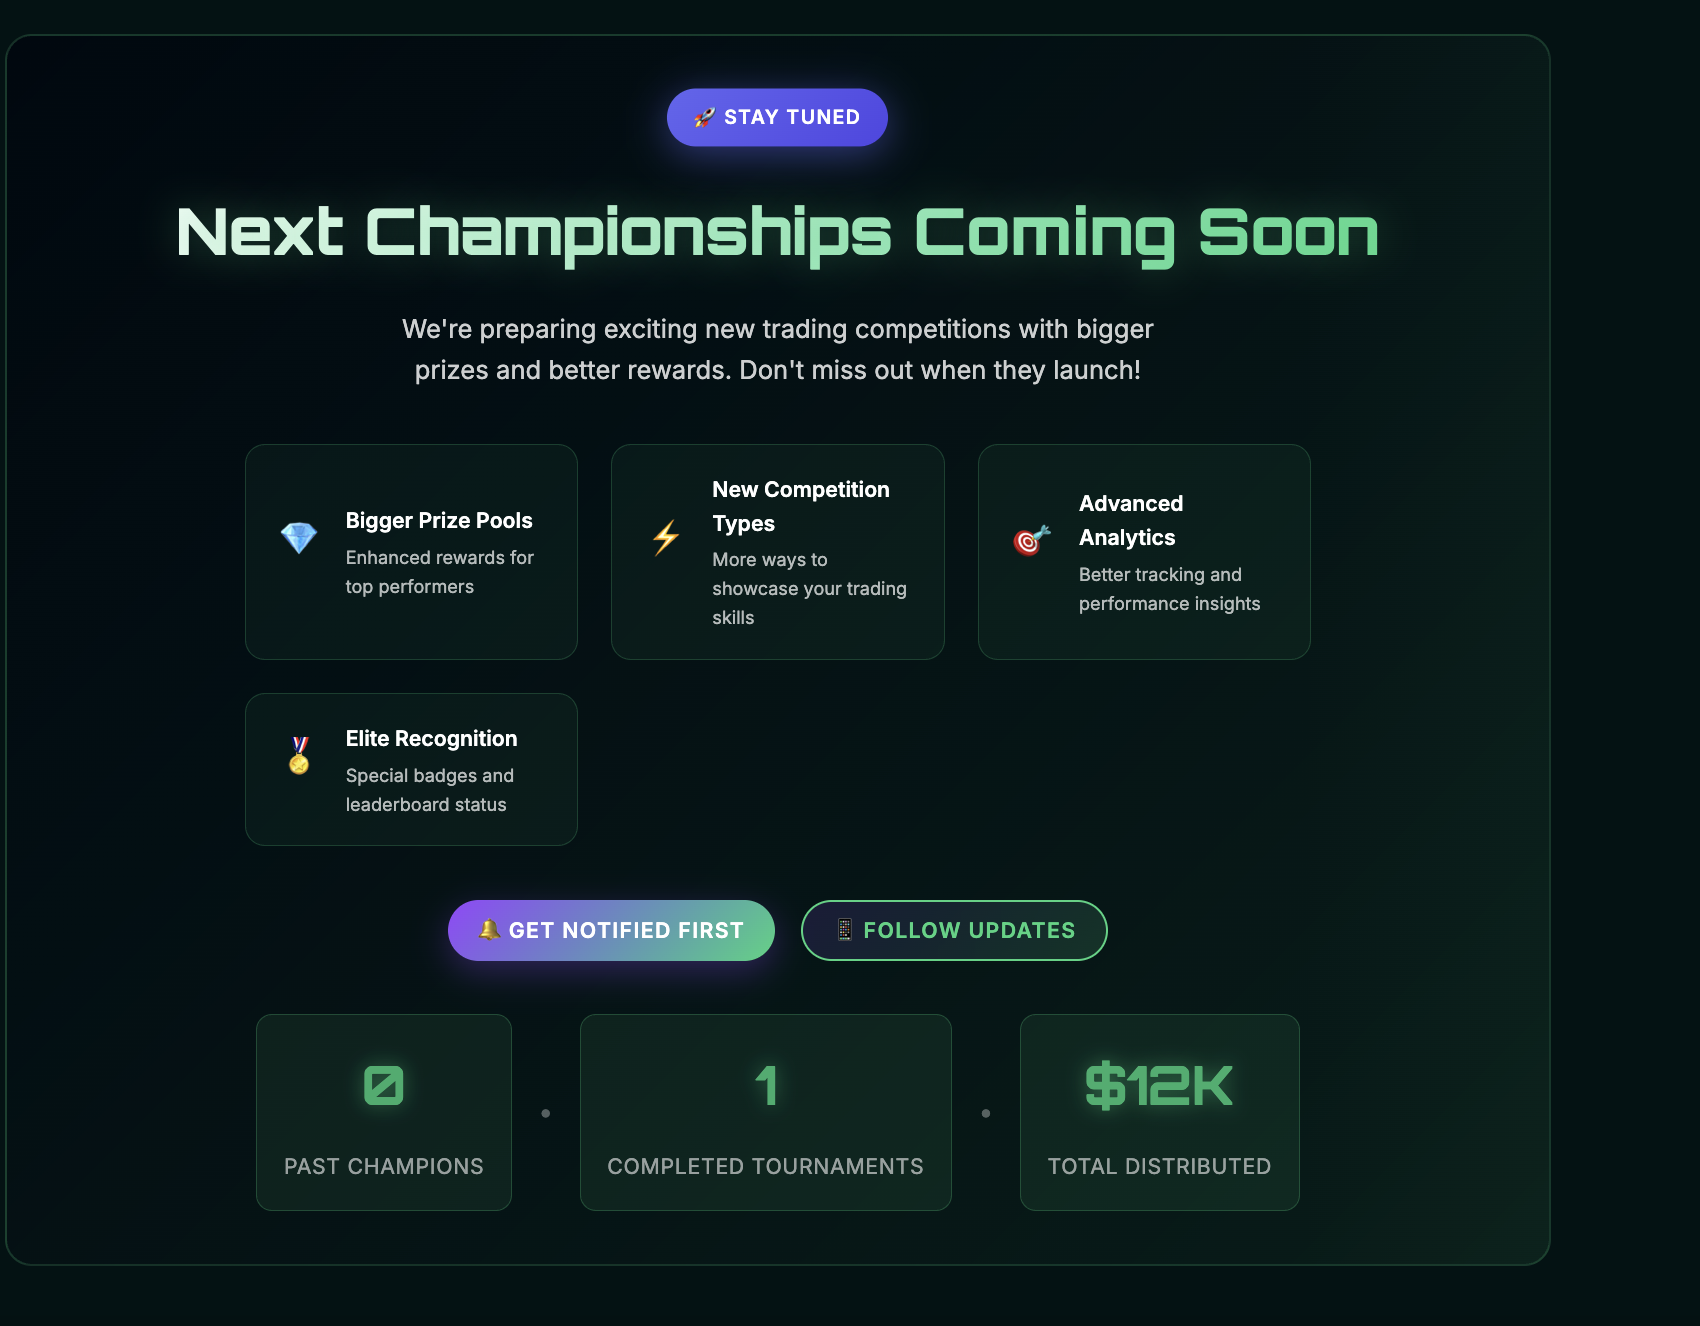 🚀 STAY TUNED
Next Championships Coming Soon
We're preparing exciting new trading competitions with bigger
prizes and better rewards. Don't miss out when they launch!
Bigger Prize Pools
Enhanced rewards for
top performers
New Competition
Types
More ways to
showcase your trading
skills
Advanced
Analytics
Better tracking and
performance insights
Elite Recognition
Special badges and
leaderboard status
🔔 GET NOTIFIED FIRST
📱 FOLLOW UPDATES
0
PAST CHAMPIONS
•
1
COMPLETED TOURNAMENTS
•
$12K
TOTAL DISTRIBUTED